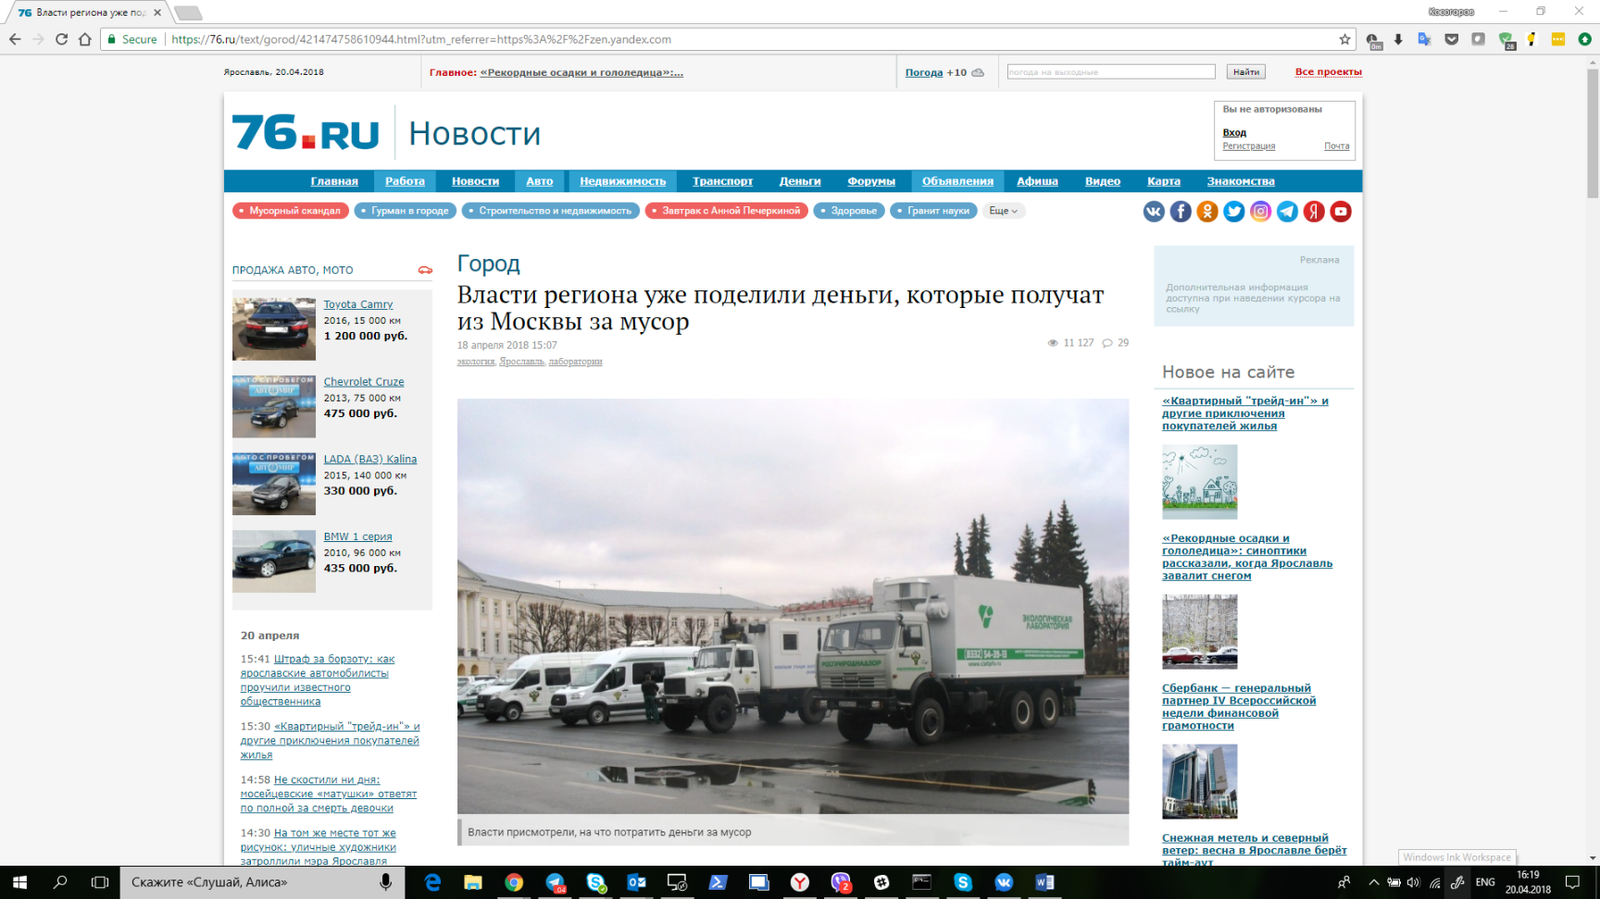 Власти региона уже под
Косогоров
Secure
https://76.ru/text/gorod/421474758610944.html?utm_referrer=https%3A%2F%2Fzen.yandex.com
Ярославль, 20.04.2018
Главное: «Рекордные осадки и гололедица»:...
Погода +10
погода на выходные
Найти
Все проекты
76.RU
Новости
Вы не авторизованы
Вход
Регистрация
Почта
Главная
Работа
Новости
Авто
Недвижимость
Транспорт
Деньги
Форумы
Объявления
Афиша
Видео
Карта
Знакомства
Мусорный скандал
Гурман в городе
Строительство и недвижимость
Завтрак с Анной Печеркиной
Здоровье
Гранит науки
Еще
ПРОДАЖА АВТО, МОТО
Toyota Camry
2016, 15 000 км
1 200 000 руб.
Chevrolet Cruze
2013, 75 000 км
475 000 руб.
LADA (ВАЗ) Kalina
2015, 140 000 км
330 000 руб.
BMW 1 серия
2010, 96 000 км
435 000 руб.
20 апреля
15:41 Штраф за борзоту: как
ярославские автомобилисты
проучили известного
общественника
15:30 «Квартирный "трейд-ин"» и
другие приключения покупателей
жилья
14:58 Не скостили ни дня:
мосейцевские «матушки» ответят
по полной за смерть девочки
14:30 На том же месте тот же
рисунок: уличные художники
затроллили мэра Ярославля
Город
Власти региона уже поделили деньги, которые получат
из Москвы за мусор
18 апреля 2018 15:07
11 127
29
экология, Ярославль, лаборатории
РОСПРИРОДНАДЗОР
ЭКОЛОГИЧЕСКАЯ
ЛАБОРАТОРИЯ
(8332) 54-09-13
Власти присмотрели, на что потратить деньги за мусор
Реклама
Дополнительная информация
доступна при наведении курсора на
ссылку
Новое на сайте
«Квартирный "трейд-ин"» и
другие приключения
покупателей жилья
«Рекордные осадки и
гололедица»: синоптики
рассказали, когда Ярославль
завалит снегом
Сбербанк — генеральный
партнер IV Всероссийской
недели финансовой
грамотности
Снежная метель и северный
ветер: весна в Ярославле берёт
тайм-аут
Windows Ink Workspace
Скажите «Слушай, Алиса»
ENG
16:19
20.04.2018